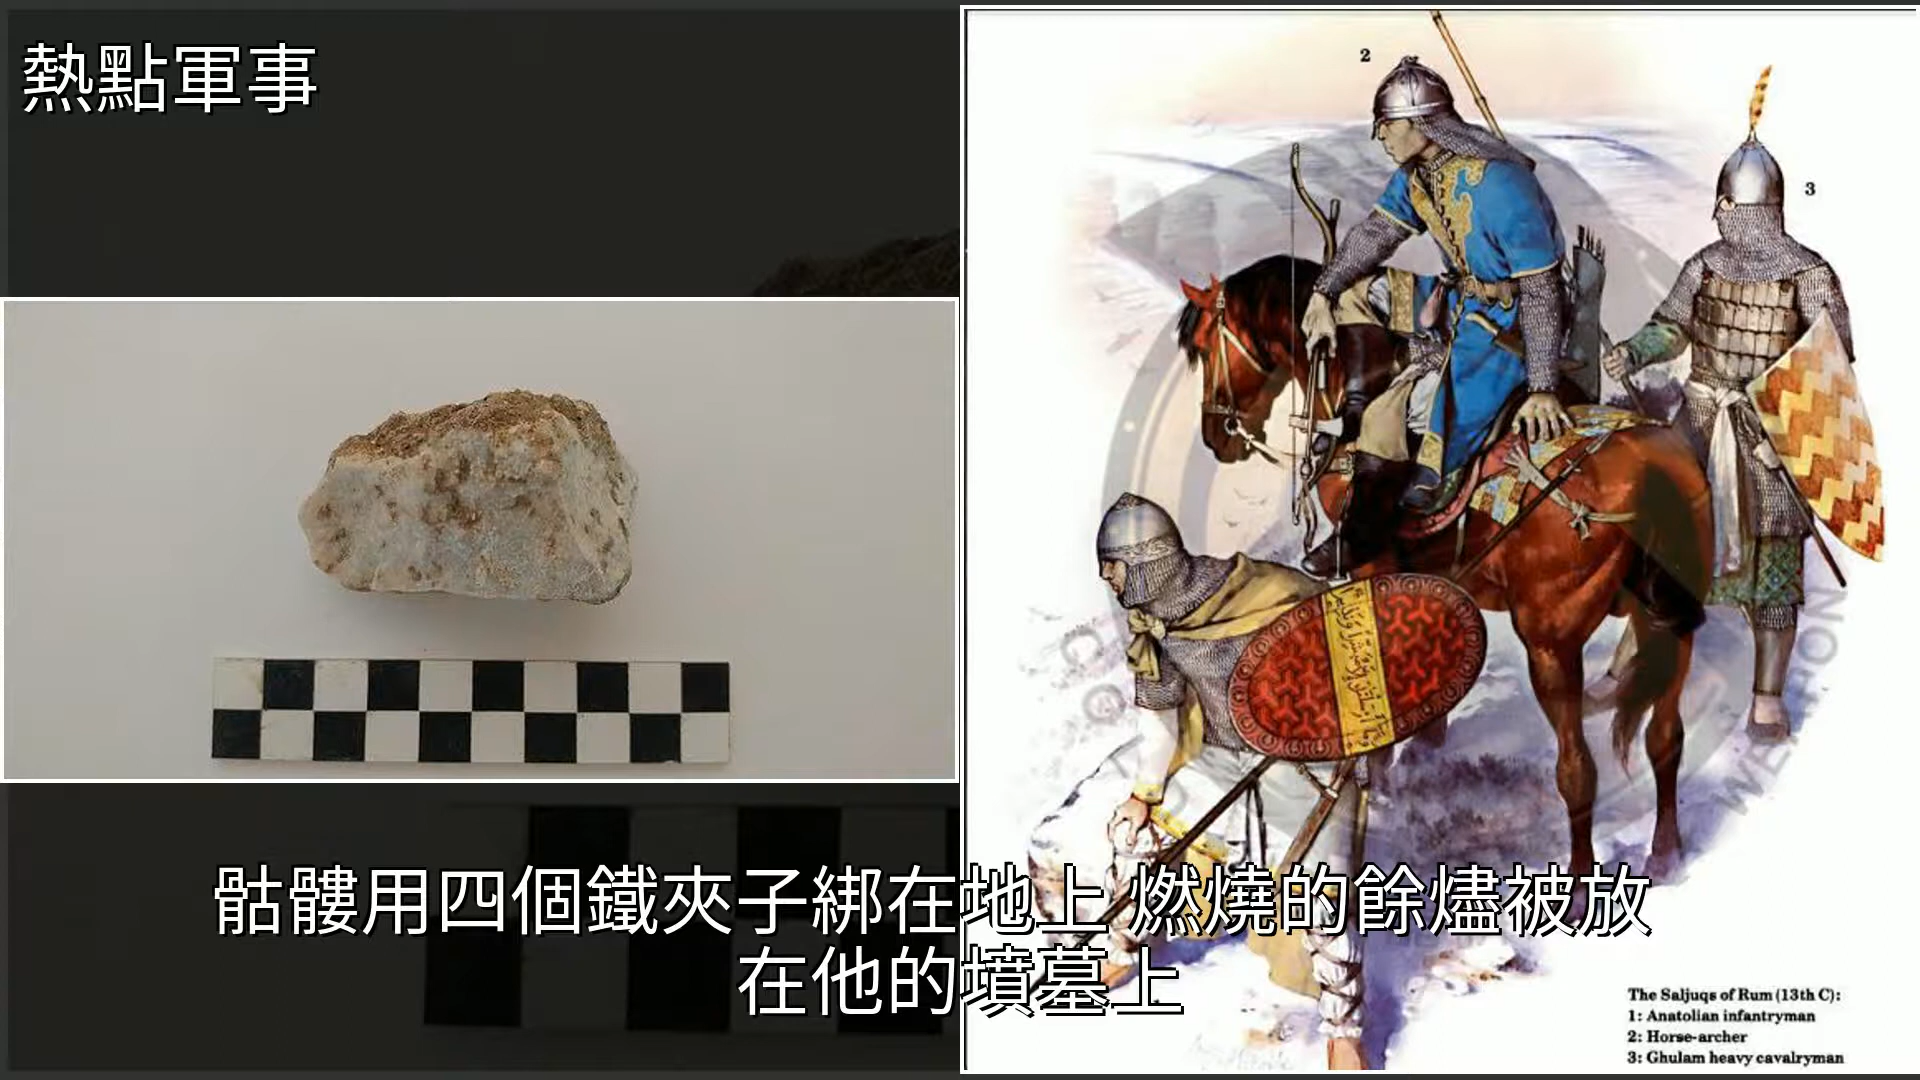 熱點軍事
2
3
The Saljuqs of Rum (13th C):
1: Anatolian infantryman
2: Horse-archer
3: Ghulam heavy cavalryman
骷髏用四個鐵夾子綁在地上 燃燒的餘燼被放
在他的墳墓上